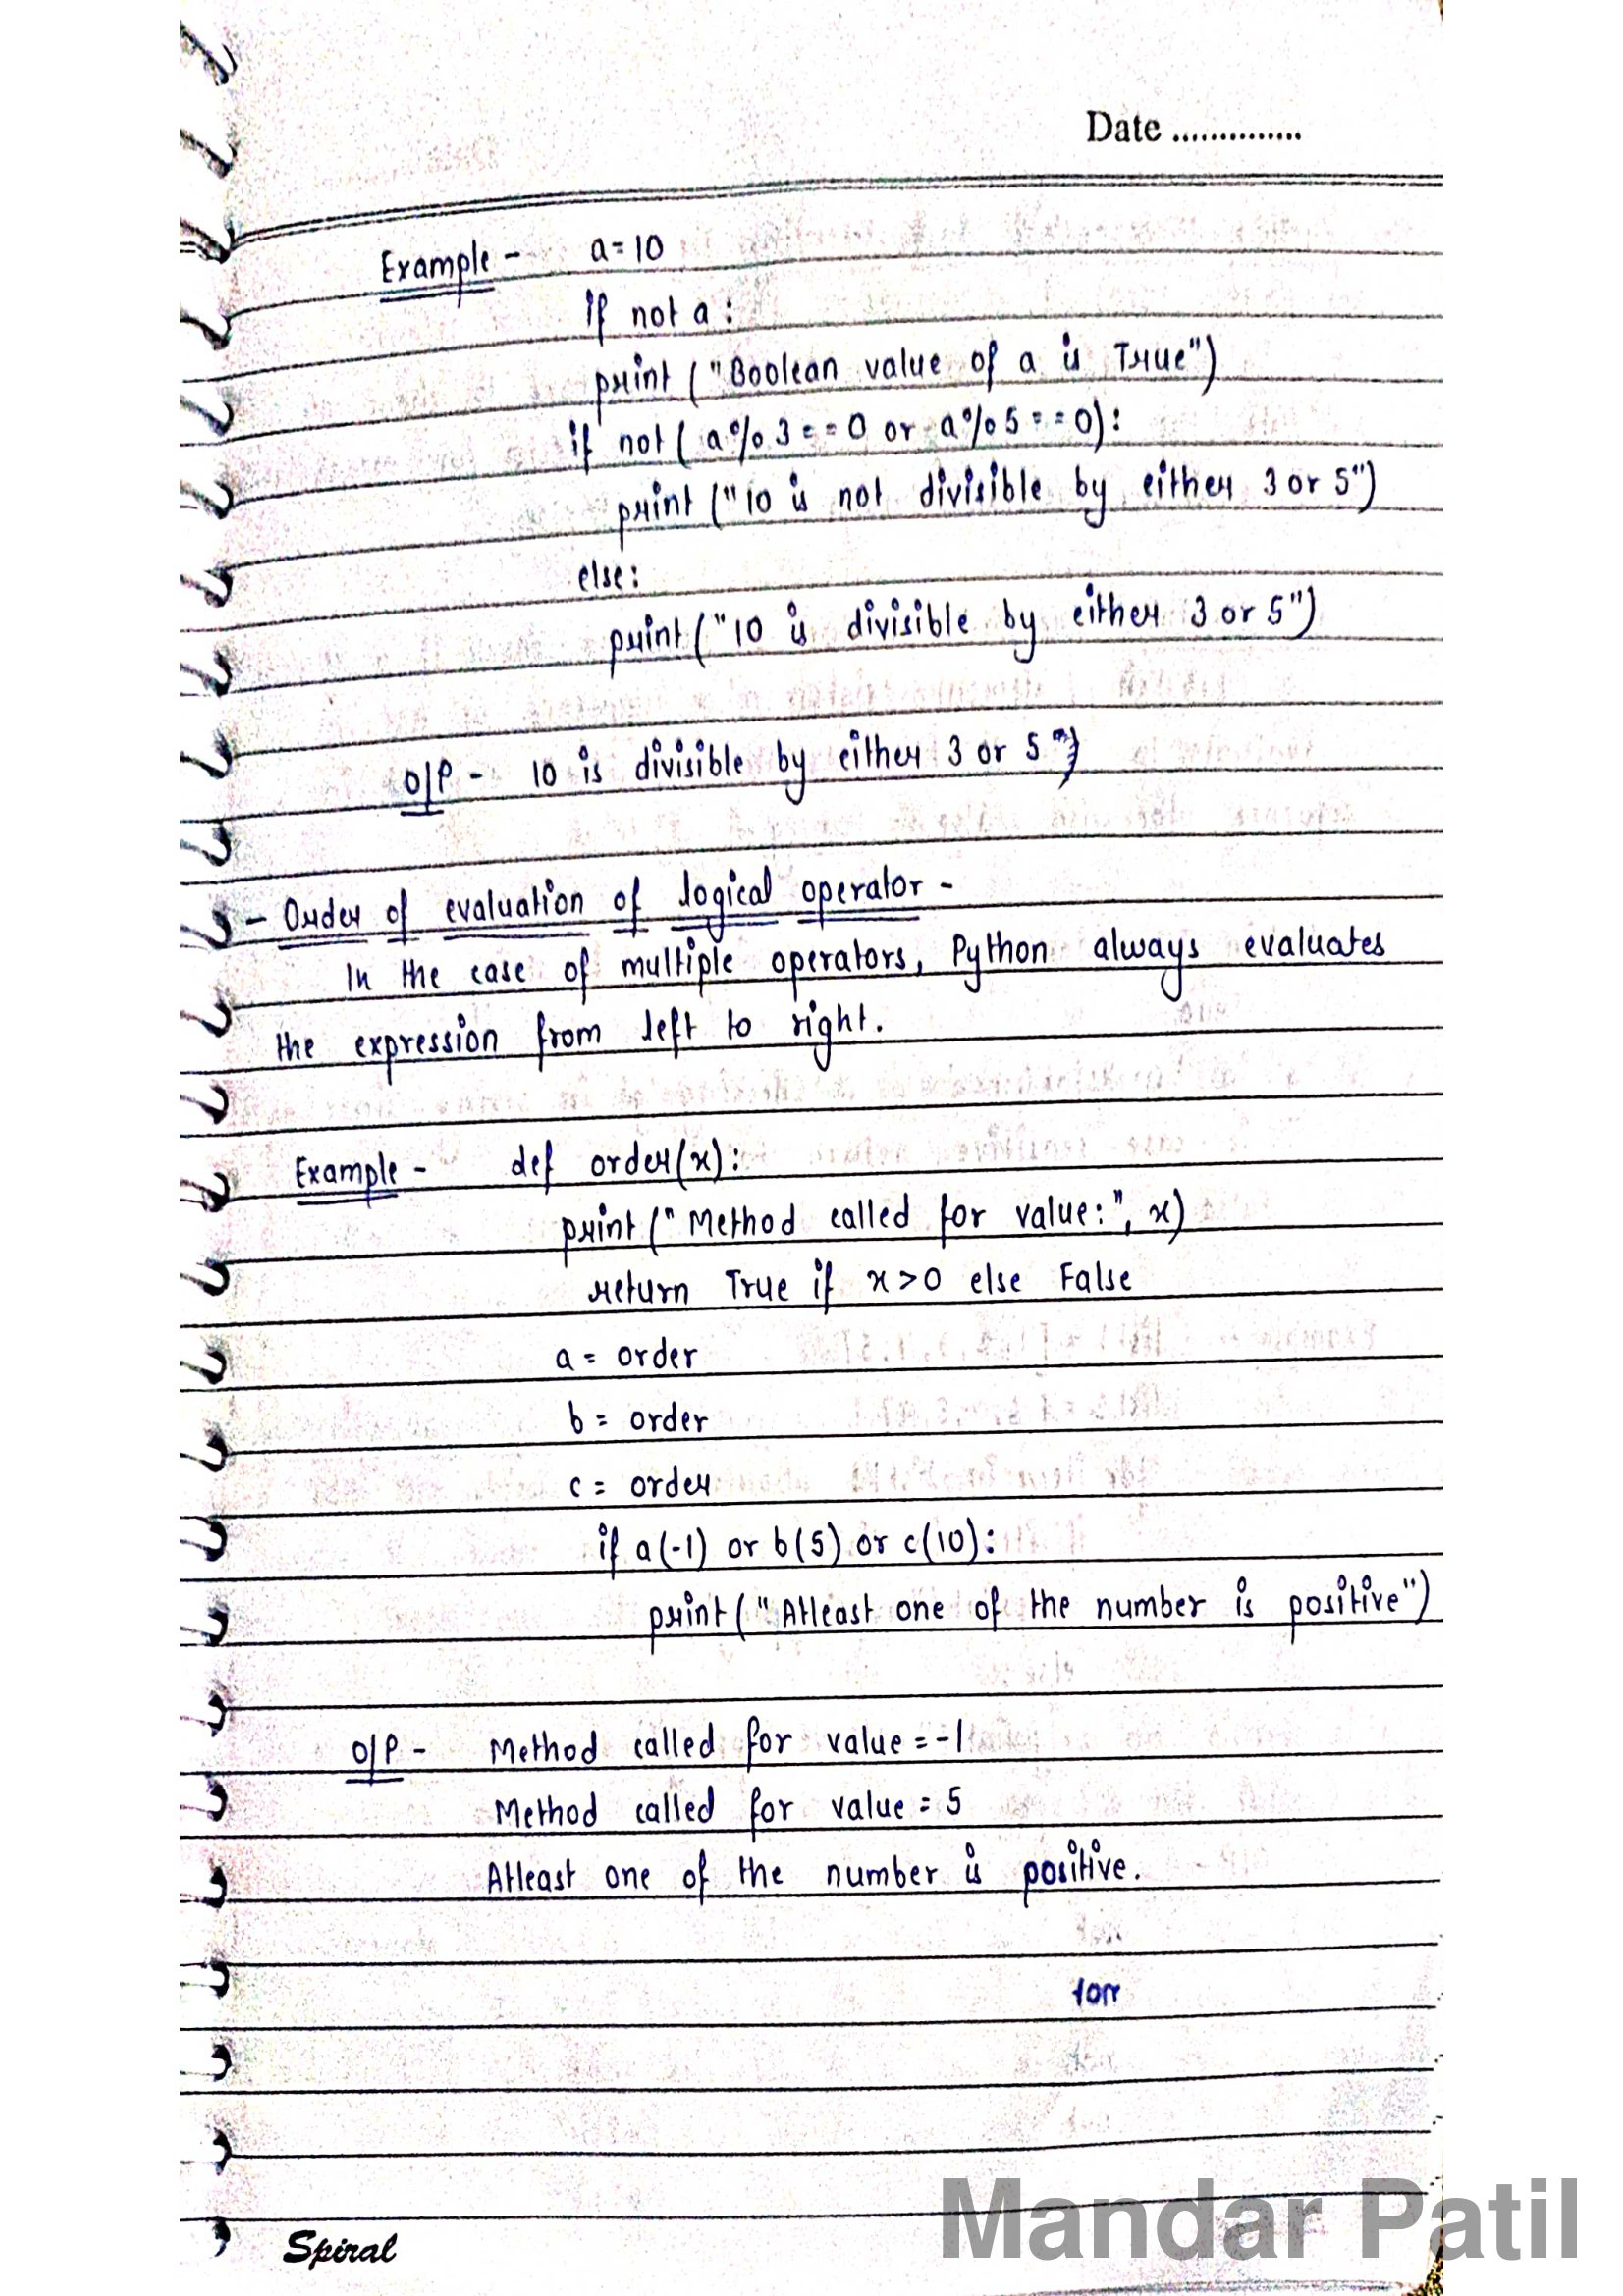 Date ..............
Example - a=10
if not a :
print ("Boolean value of a is True")
if not ( a%3==0 or a%5==0):
print ("10 is not divisible by either 3 or 5")
else:
print ("10 is divisible by either 3 or 5")
O/P - 10 is divisible by either 3 or 5
- Order of evaluation of logical operator -
In the case of multiple operators, Python always evaluates
the expression from left to right.
Example - def order(x):
print ("Method called for value:", x)
return True if x>0 else False
a = order
b = order
c = order
if a(-1) or b(5) or c(10):
print ("Atleast one of the number is positive")
O/P - Method called for value = -1
Method called for value = 5
Atleast one of the number is positive.
Spiral
Mandar Patil